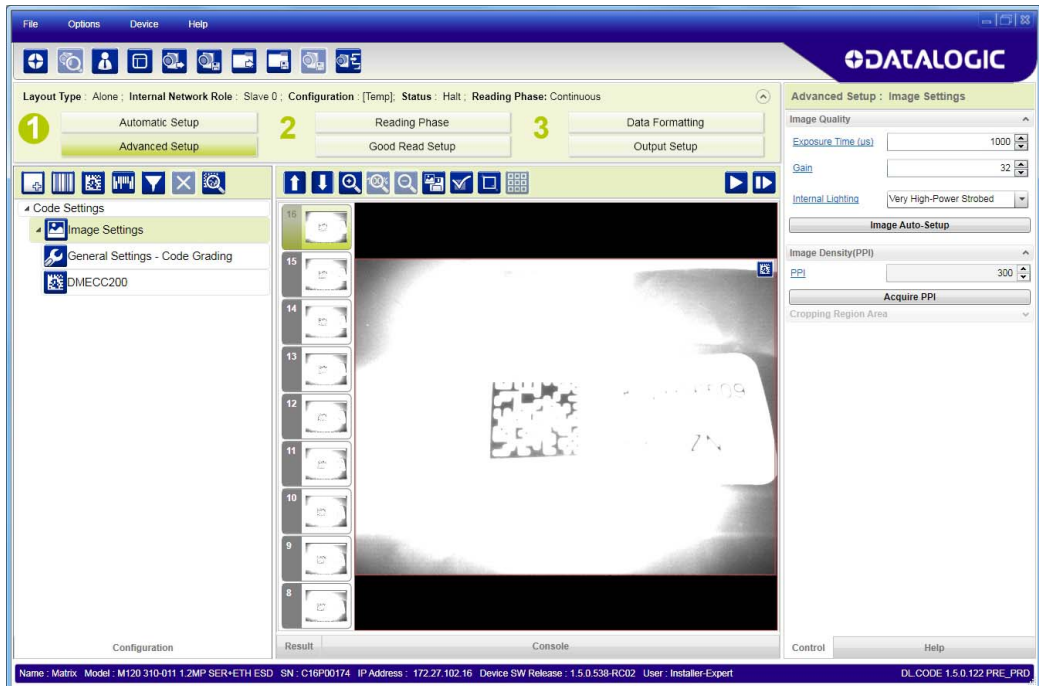 File Options Device Help
DATALOGIC
Layout Type : Alone ; Internal Network Role : Slave 0 ; Configuration : [Temp]; Status : Halt ; Reading Phase: Continuous
1 Automatic Setup
Advanced Setup
2 Reading Phase
Good Read Setup
3 Data Formatting
Output Setup
Code Settings
Image Settings
General Settings - Code Grading
DMECC200
Configuration
16
15
14
13
12
11
10
9
8
Result Console
Advanced Setup : Image Settings
Image Quality
Exposure Time (us) 1000
Gain 32
Internal Lighting Very High-Power Strobed
Image Auto-Setup
Image Density(PPI)
PPI 300
Acquire PPI
Cropping Region Area
Control Help
Name : Matrix Model : M120 310-011 1.2MP SER+ETH ESD SN : C16P00174 IP Address : 172.27.102.16 Device SW Release : 1.5.0.538-RC02 User : Installer-Expert DL.CODE 1.5.0.122 PRE_PRD